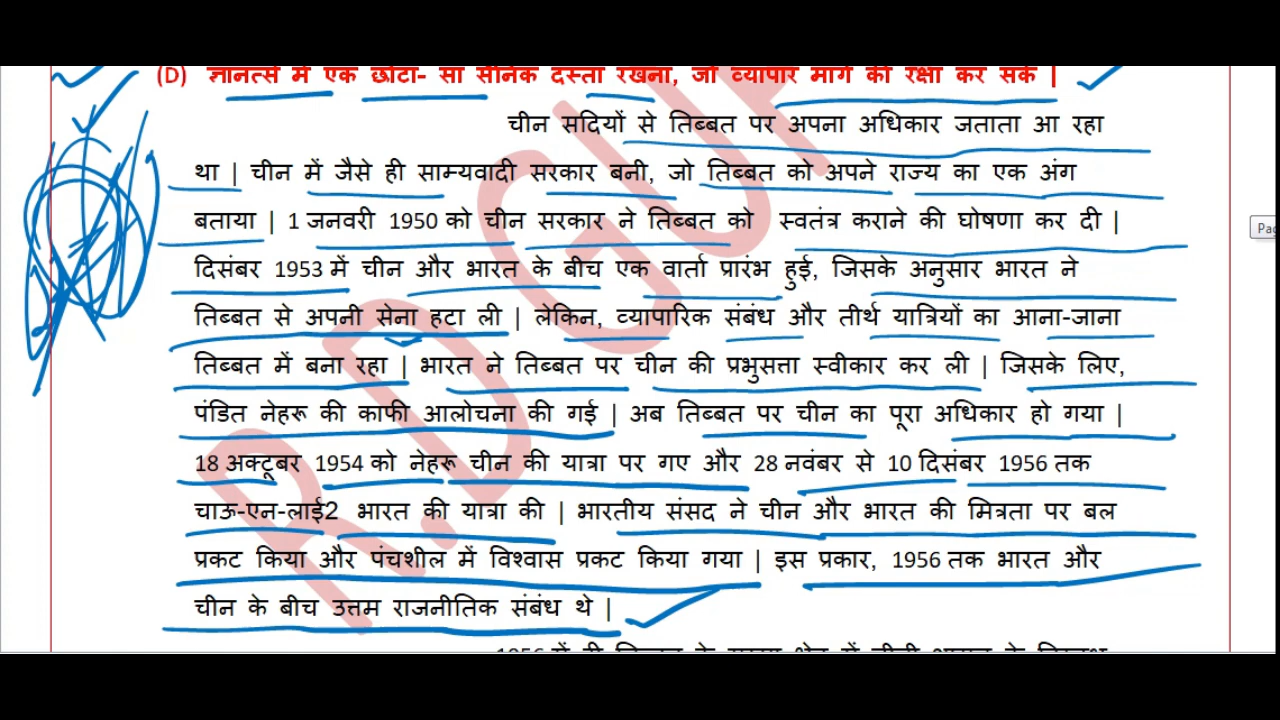 (D) ज्ञानत्से में एक छोटा- सा सैनिक दस्ता रखना, जो व्यापार मार्ग की रक्षा कर सके |
चीन सदियों से तिब्बत पर अपना अधिकार जताता आ रहा
था | चीन में जैसे ही साम्यवादी सरकार बनी, जो तिब्बत को अपने राज्य का एक अंग
बताया | 1 जनवरी 1950 को चीन सरकार ने तिब्बत को स्वतंत्र कराने की घोषणा कर दी |
दिसंबर 1953 में चीन और भारत के बीच एक वार्ता प्रारंभ हुई, जिसके अनुसार भारत ने
तिब्बत से अपनी सेना हटा ली | लेकिन, व्यापारिक संबंध और तीर्थ यात्रियों का आना-जाना
तिब्बत में बना रहा | भारत ने तिब्बत पर चीन की प्रभुसत्ता स्वीकार कर ली | जिसके लिए,
पंडित नेहरू की काफी आलोचना की गई | अब तिब्बत पर चीन का पूरा अधिकार हो गया |
18 अक्टूबर 1954 को नेहरू चीन की यात्रा पर गए और 28 नवंबर से 10 दिसंबर 1956 तक
चाऊ-एन-लाई2 भारत की यात्रा की | भारतीय संसद ने चीन और भारत की मित्रता पर बल
प्रकट किया और पंचशील में विश्वास प्रकट किया गया | इस प्रकार, 1956 तक भारत और
चीन के बीच उत्तम राजनीतिक संबंध थे |
R.D GUP
Pag